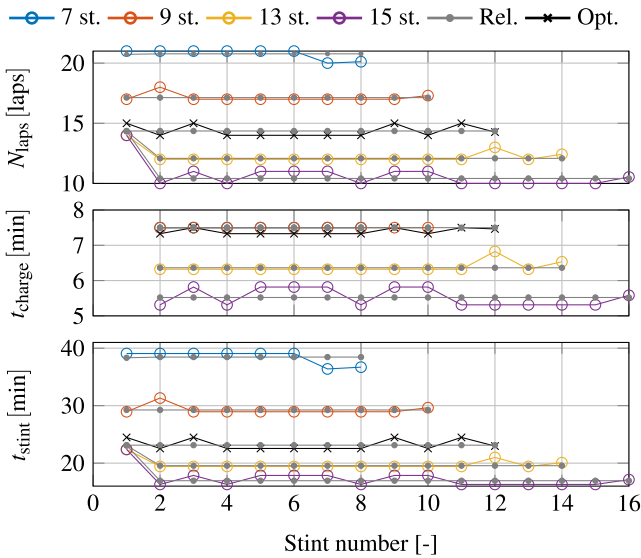 7 st. 9 st. 13 st. 15 st. Rel. Opt.
20
15
10
N_laps [laps]
8
7
6
5
t_charge [min]
40
30
20
t_stint [min]
0 2 4 6 8 10 12 14 16
Stint number [-]